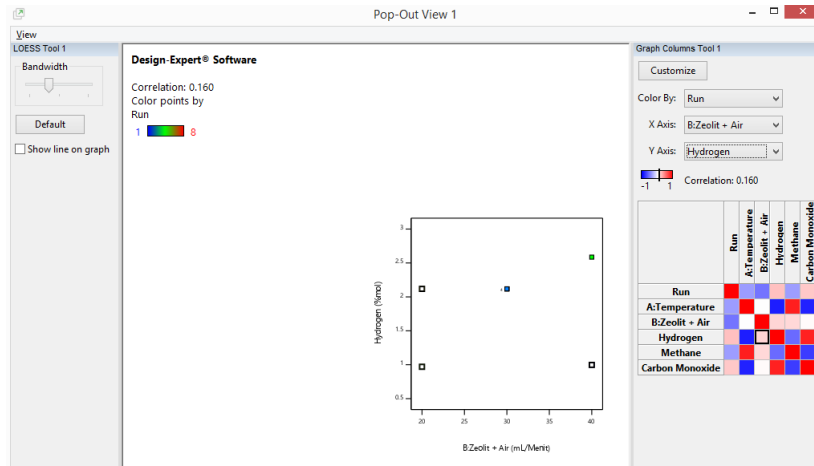 Pop-Out View 1
View
LOESS Tool 1
Bandwidth
Default
Show line on graph
Design-Expert® Software
Correlation: 0.160
Color points by
Run
1 8
Hydrogen (%mol)
3
2.5
2
1.5
1
0.5
20 25 30 35 40
B:Zeolit + Air (mL/Menit)
Graph Columns Tool 1
Customize
Color By: Run
X Axis: B:Zeolit + Air
Y Axis: Hydrogen
-1 1 Correlation: 0.160
Run
A:Temperature
B:Zeolit + Air
Hydrogen
Methane
Carbon Monoxide
Run
A:Temperature
B:Zeolit + Air
Hydrogen
Methane
Carbon Monoxide